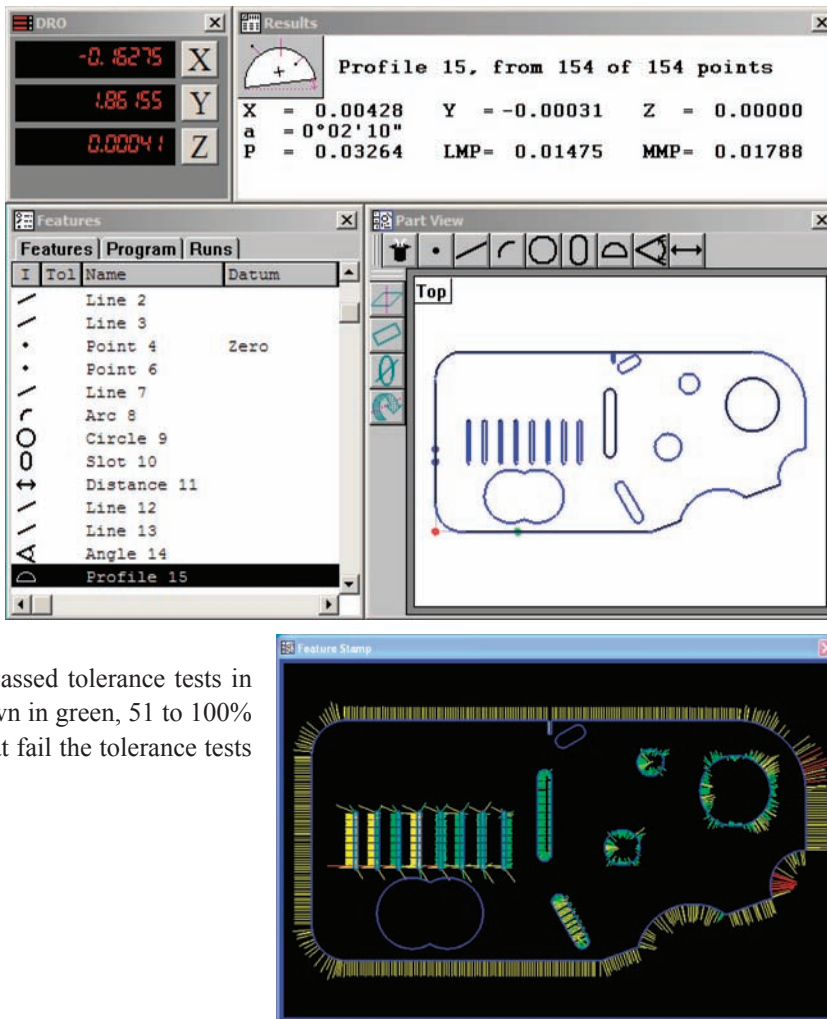 DRO
-0.16275 X
1.86155 Y
0.00041 Z
Results
Profile 15, from 154 of 154 points
X = 0.00428 Y =-0.00031 Z = 0.00000
a =0°02'10"
P = 0.03264 LMP= 0.01475 MMP= 0.01788
Features
Features Program Runs
I Tol Name Datum
Line 2
Line 3
Point 4 Zero
Point 6
Line 7
Arc 8
Circle 9
Slot 10
Distance 11
Line 12
Line 13
Angle 14
Profile 15
Part View
Top
assed tolerance tests in
vn in green, 51 to 100%
at fail the tolerance tests
Feature Stamp